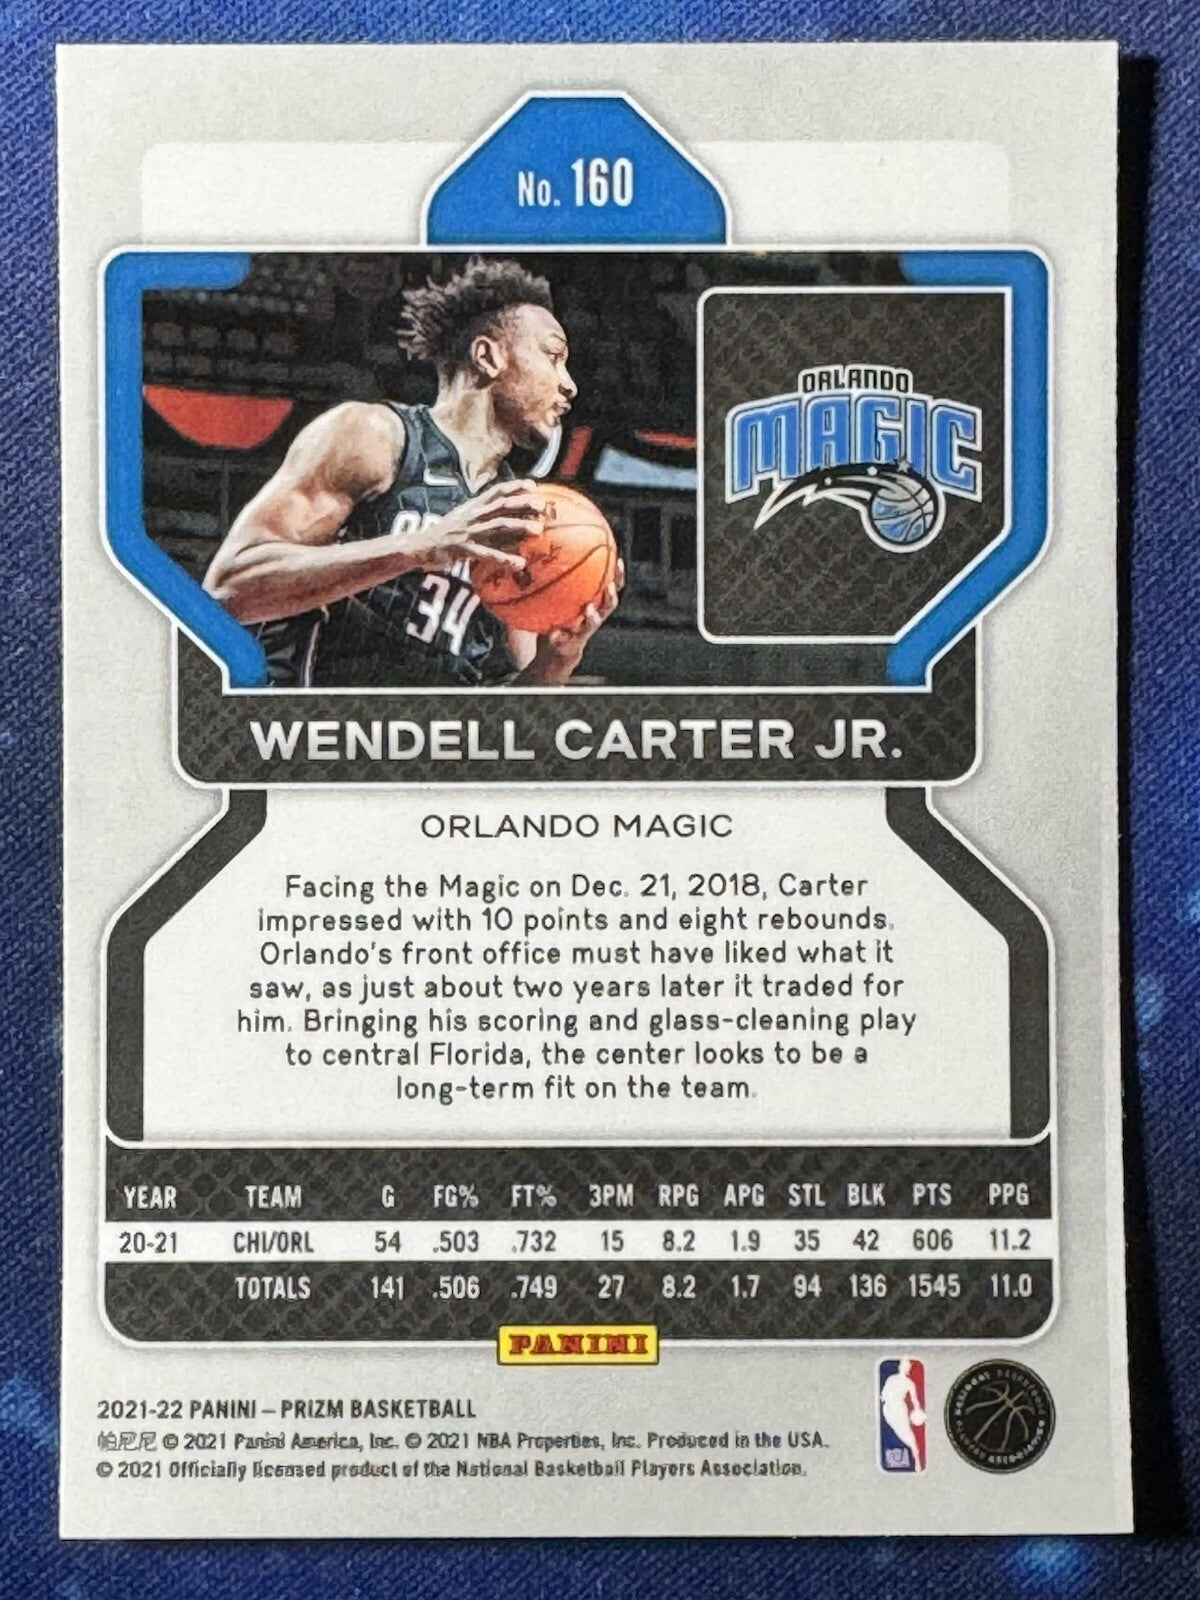 No. 160
ORLANDO
MAGIC
34
WENDELL CARTER JR.
ORLANDO MAGIC
Facing the Magic on Dec. 21, 2018, Carter
impressed with 10 points and eight rebounds.
Orlando's front office must have liked what it
saw, as just about two years later it traded for
him. Bringing his scoring and glass-cleaning play
to central Florida, the center looks to be a
long-term fit on the team.
YEAR TEAM G FG% FT% 3PM RPG APG STL BLK PTS PPG
20-21 CHI/ORL 54 .503 .732 15 8.2 1.9 35 42 606 11.2
TOTALS 141 .506 .749 27 8.2 1.7 94 136 1545 11.0
PANINI
2021-22 PANINI – PRIZM BASKETBALL
帕尼尼 © 2021 Panini America, Inc. © 2021 NBA Properties, Inc. Produced in the USA.
© 2021 Officially licensed product of the National Basketball Players Association.